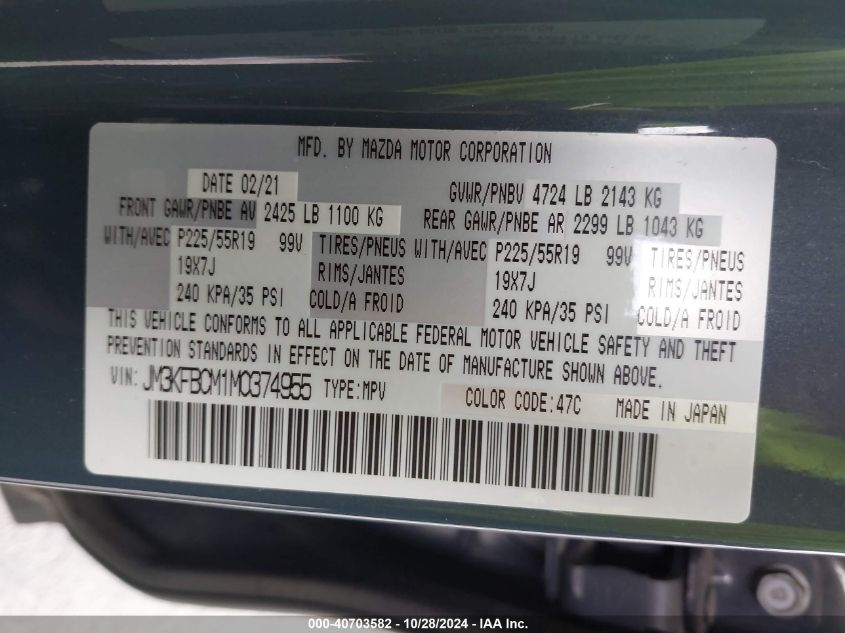 MFD. BY MAZDA MOTOR CORPORATION
DATE 02/21 GVWR/PNBV 4724 LB 2143 KG
FRONT GAWR/PNBE AV 2425 LB 1100 KG REAR GAWR/PNBE AR 2299 LB 1043 KG
WITH/AVEC P225/55R19 99V TIRES/PNEUS WITH/AVEC P225/55R19 99V TIRES/PNEUS
19X7J RIMS/JANTES 19X7J RIMS/JANTES
240 KPA/35 PSI COLD/A FROID 240 KPA/35 PSI COLD/A FROID
THIS VEHICLE CONFORMS TO ALL APPLICABLE FEDERAL MOTOR VEHICLE SAFETY AND THEFT
PREVENTION STANDARDS IN EFFECT ON THE DATE OF MANUFACTURE SHOWN ABOVE.
VIN: JM3KFBCM1M0374955 TYPE:MPV COLOR CODE:47C MADE IN JAPAN
000-40703582 - 10/28/2024 - IAA Inc.